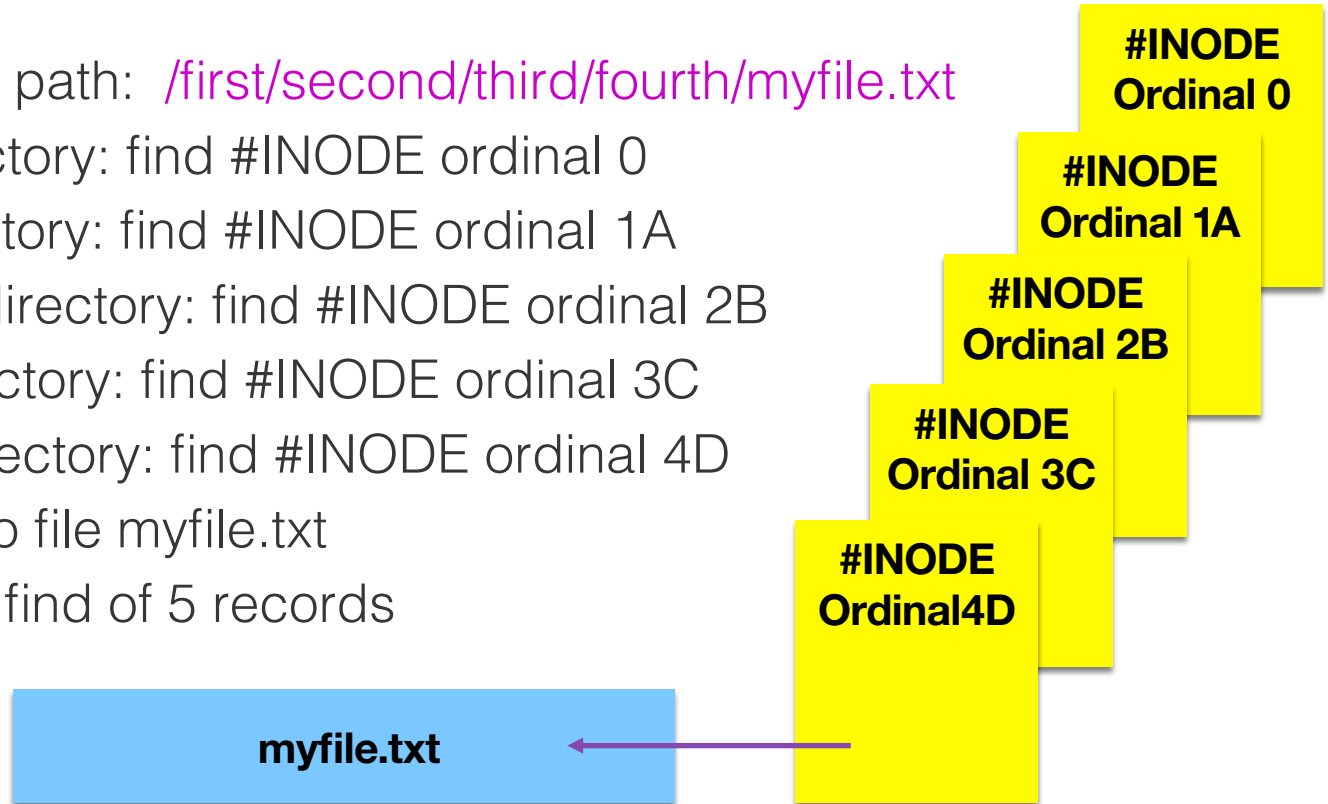 path: /first/second/third/fourth/myfile.txt
ctory: find #INODE ordinal 0
tory: find #INODE ordinal 1A
directory: find #INODE ordinal 2B
ctory: find #INODE ordinal 3C
ectory: find #INODE ordinal 4D
o file myfile.txt
find of 5 records
#INODE
Ordinal 0
#INODE
Ordinal 1A
#INODE
Ordinal 2B
#INODE
Ordinal 3C
#INODE
Ordinal4D
myfile.txt